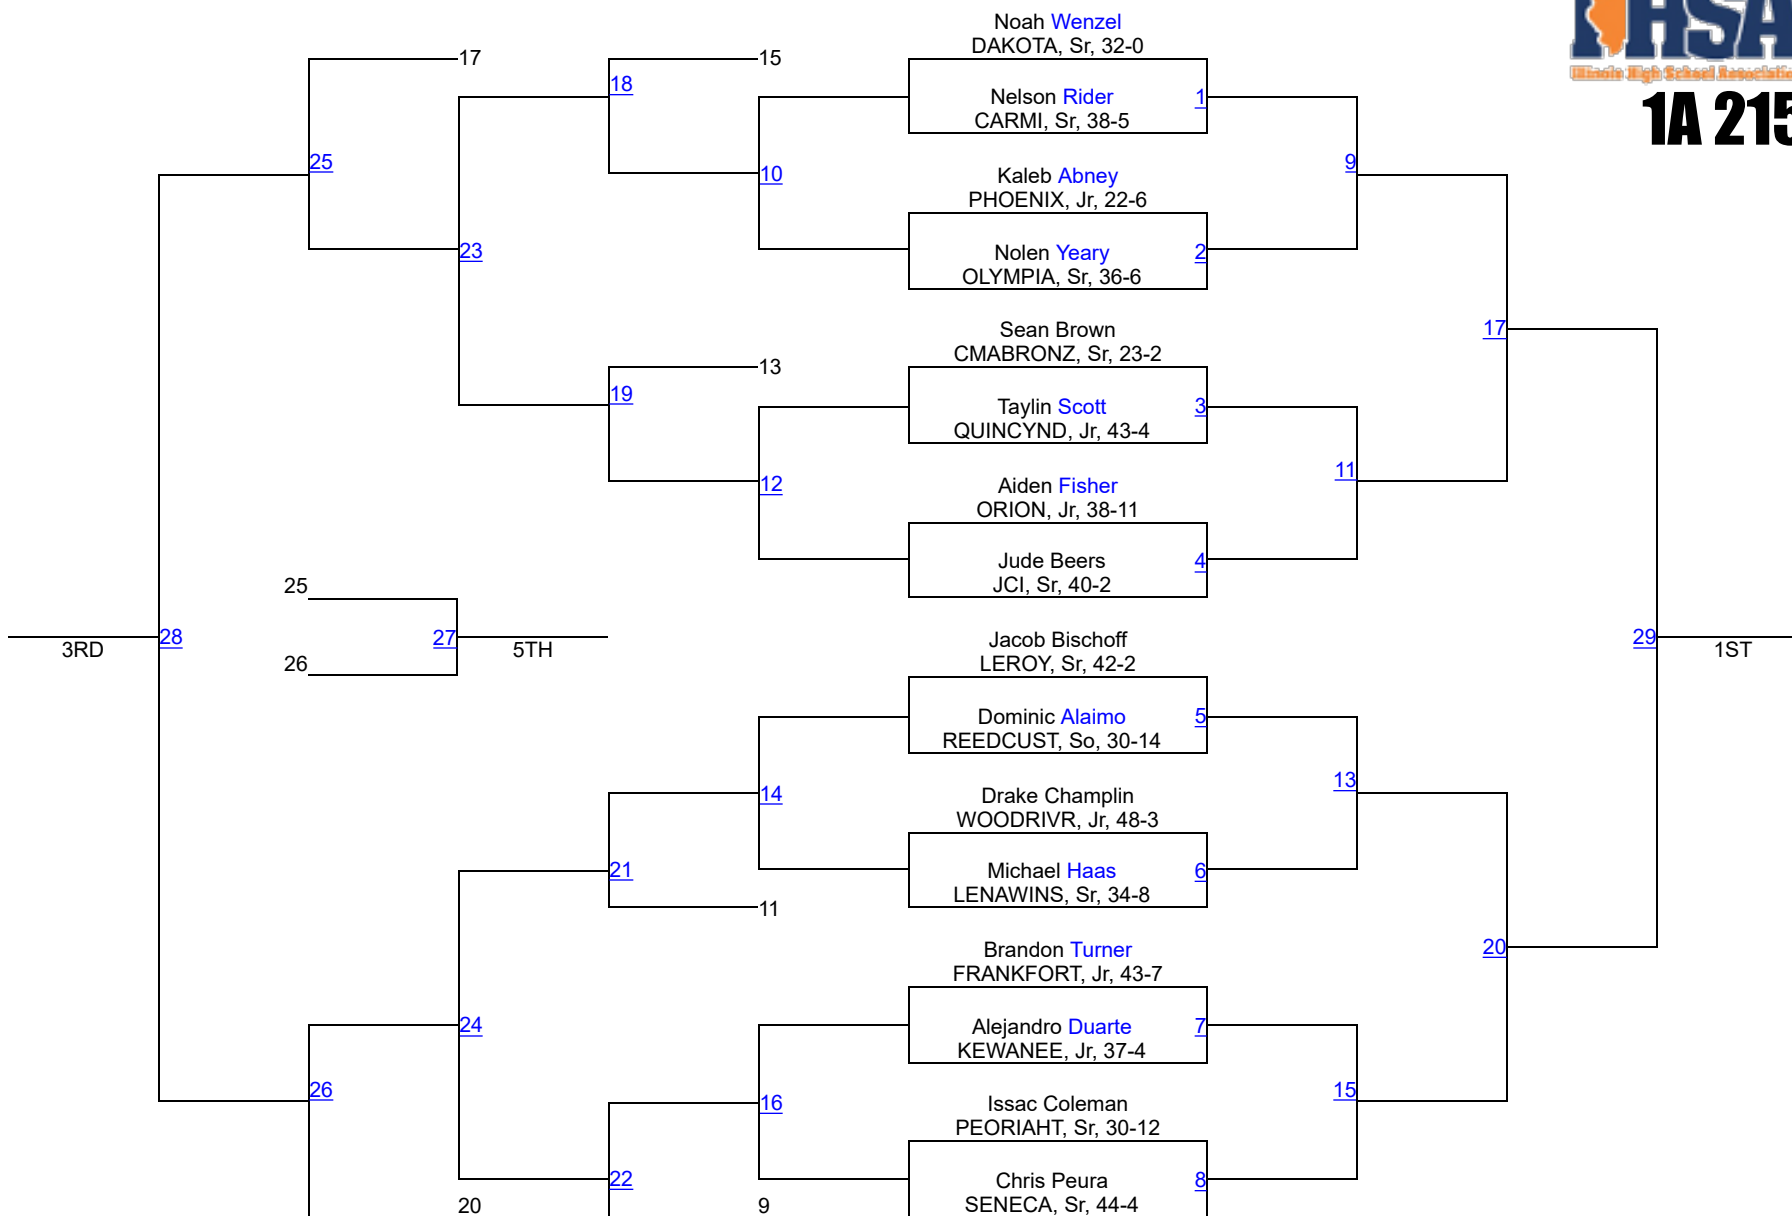 HSA
Illinois High School Associati
1A 215
Noah Wenzel
DAKOTA, Sr, 32-0
17
15
18
Nelson Rider
1
CARMI, Sr, 38-5
25
9
10
Kaleb Abney
PHOENIX, Jr, 22-6
23
Nolen Yeary
2
OLYMPIA, Sr, 36-6
17
Sean Brown
CMABRONZ, Sr, 23-2
13
19
Taylin Scott
3
QUINCYND, Jr, 43-4
11
12
Aiden Fisher
ORION, Jr, 38-11
Jude Beers
4
JCI, Sr, 40-2
25
28
3RD
27
5TH
26
Jacob Bischoff
LEROY, Sr, 42-2
29
1ST
Dominic Alaimo
5
REEDCUST, So, 30-14
13
14
Drake Champlin
WOODRIVR, Jr, 48-3
21
Michael Haas
6
LENAWINS, Sr, 34-8
11
Brandon Turner
FRANKFORT, Jr, 43-7
20
24
Alejandro Duarte
7
KEWANEE, Jr, 37-4
26
15
16
Issac Coleman
PEORIAHT, Sr, 30-12
22
Chris Peura
8
SENECA, Sr, 44-4
20
9